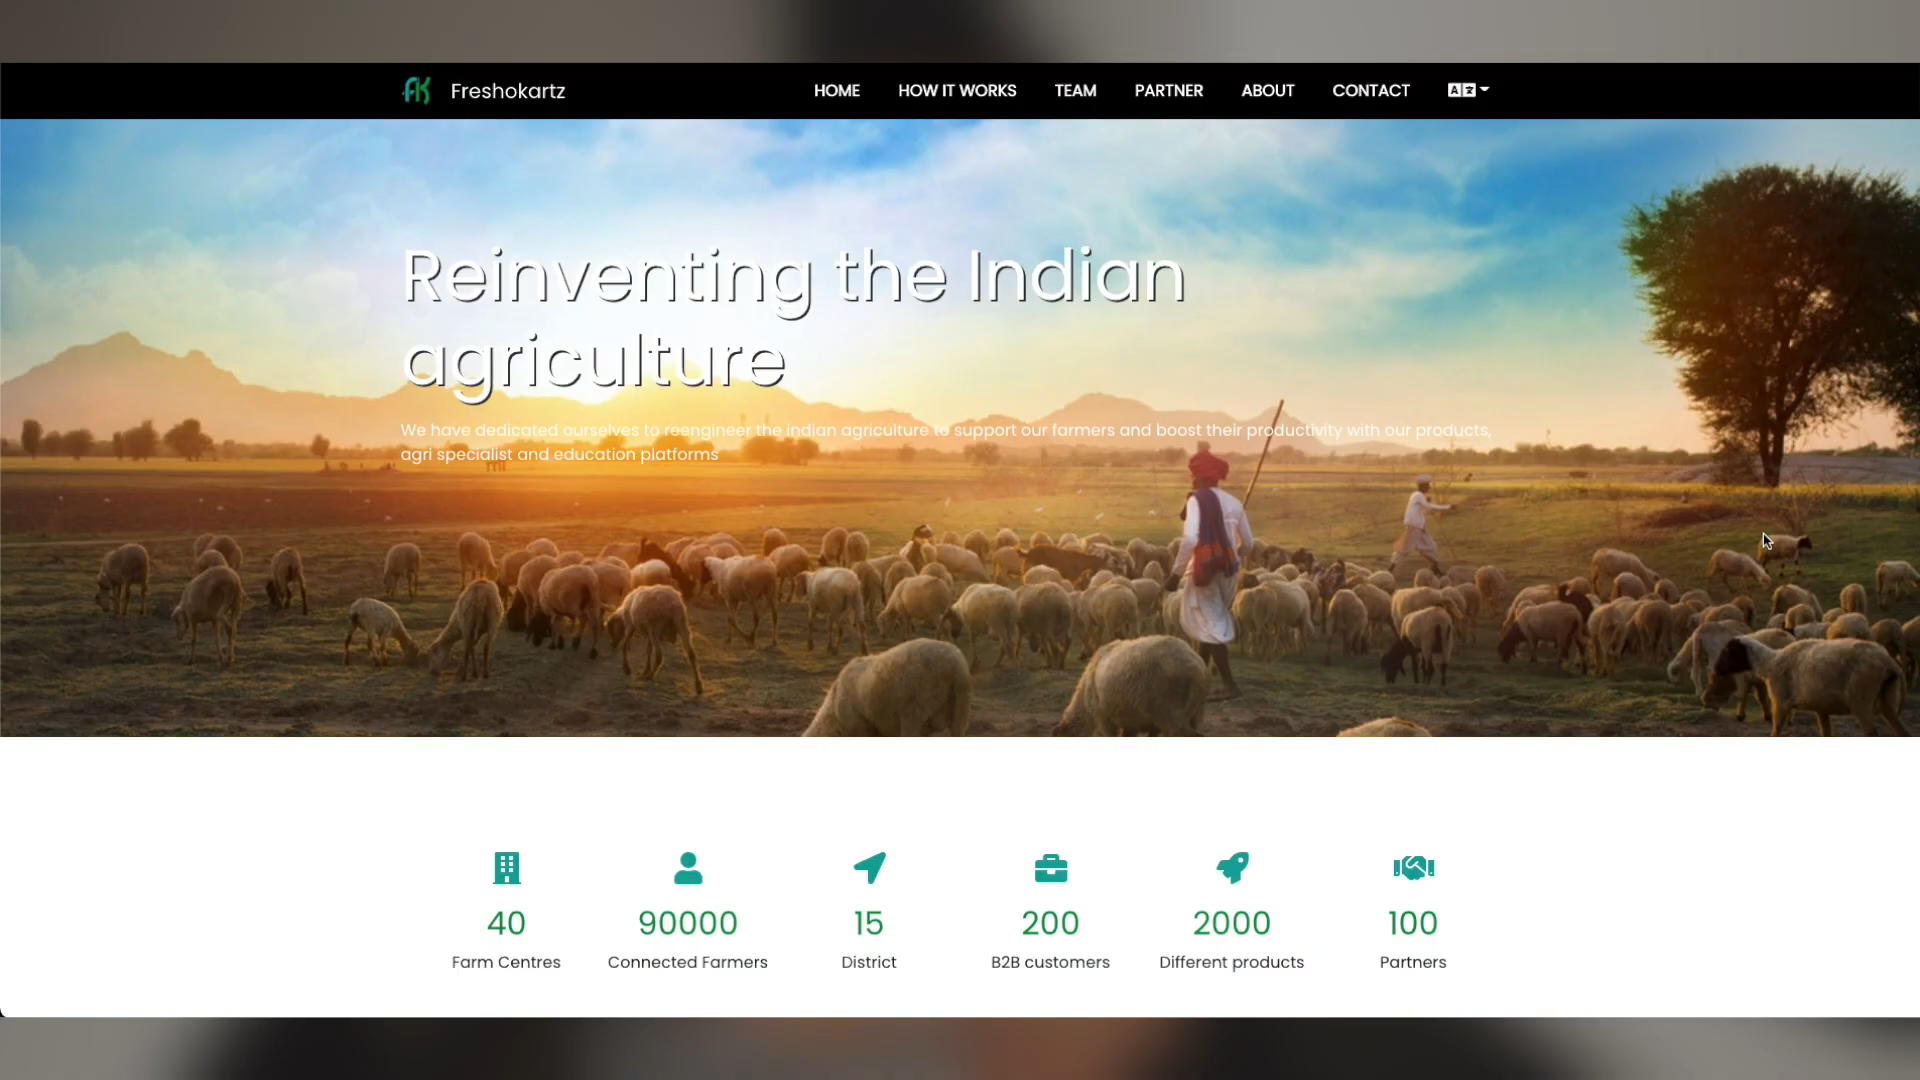 Freshokartz
HOME HOW IT WORKS TEAM PARTNER ABOUT CONTACT
Reinventing the Indian
agriculture
We have dedicated ourselves to reengineer the indian agriculture to support our farmers and boost their productivity with our products,
agri specialist and education platforms
40 90000 15 200 2000 100
Farm Centres Connected Farmers District B2B customers Different products Partners